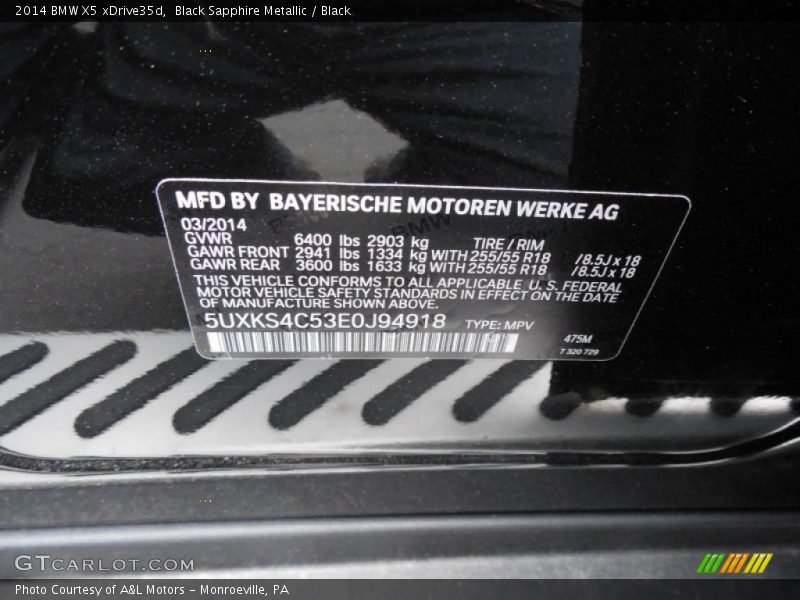 2014 BMW X5 xDrive35d, Black Sapphire Metallic / Black
MFD BY BAYERISCHE MOTOREN WERKE AG
03/2014
GVWR 6400 lbs 2903 kg TIRE / RIM
GAWR FRONT 2941 lbs 1334 kg WITH 255/55 R18 /8.5J x 18
GAWR REAR 3600 lbs 1633 kg WITH 255/55 R18 /8.5J x 18
THIS VEHICLE CONFORMS TO ALL APPLICABLE U. S. FEDERAL
MOTOR VEHICLE SAFETY STANDARDS IN EFFECT ON THE DATE
OF MANUFACTURE SHOWN ABOVE.
5UXKS4C53E0J94918 TYPE: MPV
475M
7 320 729
GTCARLOT.COM
Photo Courtesy of A&L Motors - Monroeville, PA